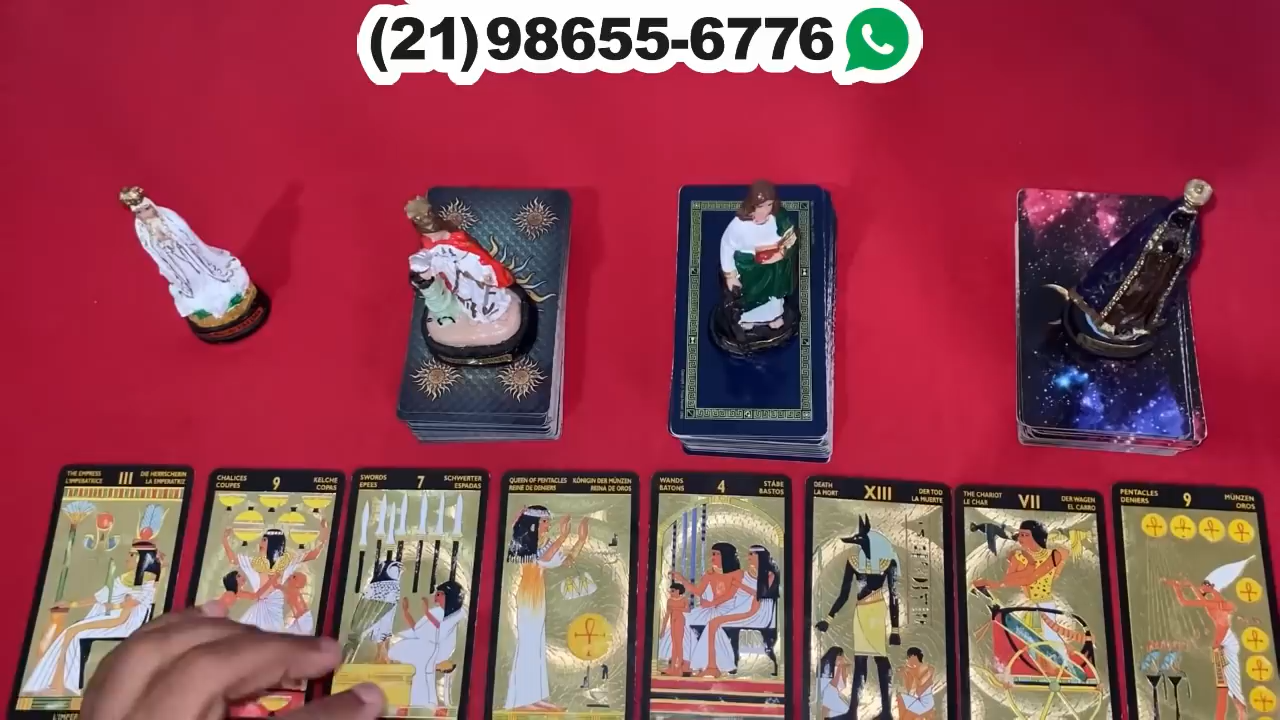 (21)98655-6776
THE EMPRESS III DIE HERRSCHERIN
L'IMPERATRICE LA EMPERATRIZ
CHALICES 9 KELCHE
COUPES COPAS
SWORDS 7 SCHWERTER
EPEES ESPADAS
QUEEN OF PENTACLES KÖNIGIN DER MÜNZEN
REINE DE DENIERS REINA DE OROS
WANDS 4 STÄBE
BATONS BASTOS
DEATH XIII DER TOD
LA MORT LA MUERTE
THE CHARIOT VII DER WAGEN
LE CHAR EL CARRO
PENTACLES 9 MÜNZEN
DENIERS OROS